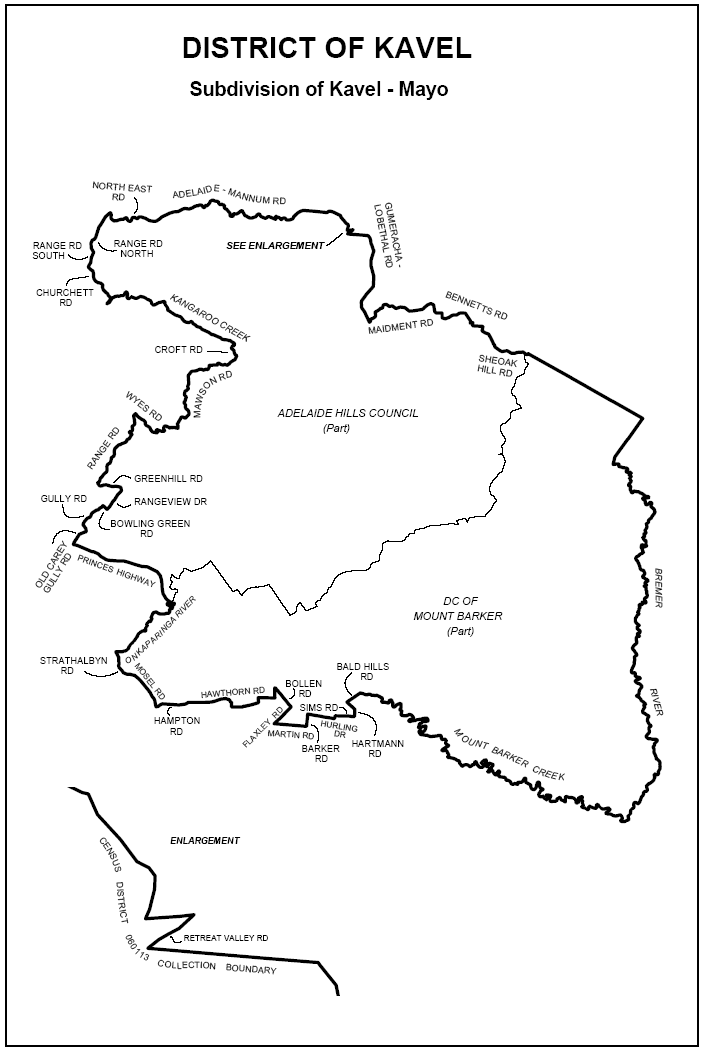 DISTRICT OF KAVEL
Subdivision of Kavel - Mayo
NORTH EAST
RD
ADELAIDE - MANNUM RD
GUMERACHA -
LOBETHAL RD
SEE ENLARGEMENT
RANGE RD
SOUTH
RANGE RD
NORTH
CHURCHETT
RD
KANGAROO CREEK
BENNETTS RD
MAIDMENT RD
CROFT RD
SHEOAK
HILL RD
MAWSON RD
WYES RD
ADELAIDE HILLS COUNCIL
(Part)
RANGE RD
GREENHILL RD
GULLY RD
RANGEVIEW DR
BOWLING GREEN
RD
OLD CAREY
GULLY RD
PRINCES HIGHWAY
DC OF
MOUNT BARKER
(Part)
BREMER
RIVER
ONKAPARINGA RIVER
STRATHALBYN
RD
MOSEL RD
HAWTHORN RD
HAMPTON
RD
BOLLEN
RD
BALD HILLS
RD
SIMS RD
FLAXLEY RD
MARTIN RD
HURLING
DR
BARKER
RD
HARTMANN
RD
MOUNT BARKER CREEK
ENLARGEMENT
CENSUS DISTRICT 060113
RETREAT VALLEY RD
COLLECTION BOUNDARY